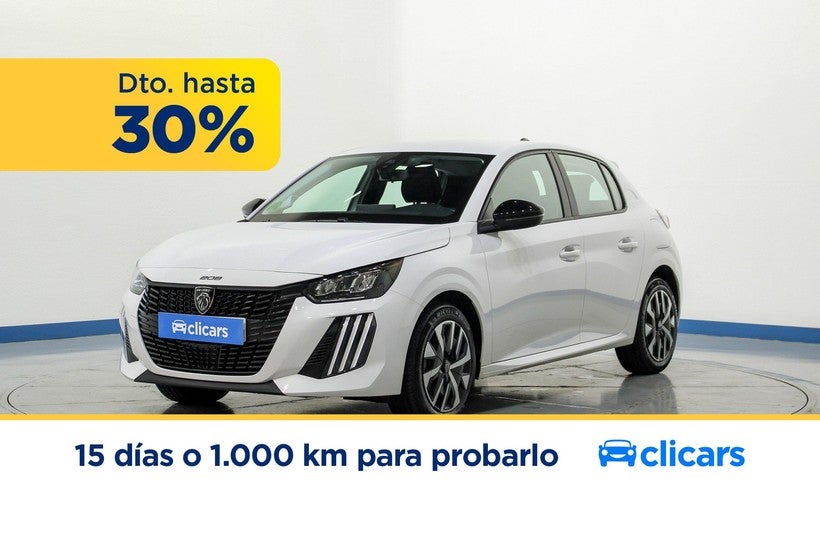 Dto. hasta
30%
208
clicars
15 días o 1.000 km para probarlo
clicars